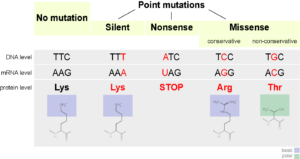 Point mutations
No mutation
Silent Nonsense Missense
conservative non-conservative
DNA level TTC TTT ATC TCC TGC
mRNA level AAG AAA UAG AGG ACG
protein level Lys Lys STOP Arg Thr
basic
polar